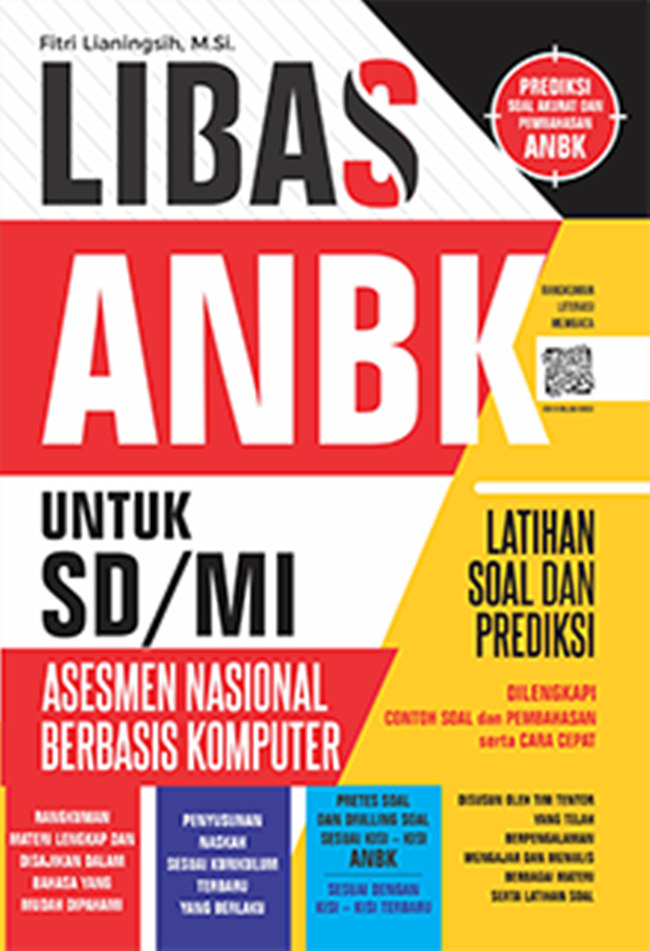 Fitri Lianingsih, M.Si.
LIBAS
PREDIKSI
SOAL AKURAT DAN
PEMBAHASAN
ANBK
ANBK
RANGKUMAN
LITERASI
MEMBACA
UNTUK
SD/MI
LATIHAN
SOAL DAN
PREDIKSI
ASESMEN NASIONAL
BERBASIS KOMPUTER
DILENGKAPI
CONTOH SOAL dan PEMBAHASAN
serta CARA CEPAT
RANGKUMAN
MATERI LENGKAP DAN
DISAJIKAN DALAM
BAHASA YANG
MUDAH DIPAHAMI
PENYUSUNAN
NASKAH
SESUAI KURIKULUM
TERBARU
YANG BERLAKU
PRETES SOAL
DAN DRILLING SOAL
SESUAI KISI - KISI
ANBK
SESUAI DENGAN
KISI - KISI TERBARU
DISUSUN OLEH TIM TENTOR
YANG TELAH
BERPENGALAMAN
MENGAJAR DAN MENULIS
BERBAGAI MATERI
SERTA LATIHAN SOAL